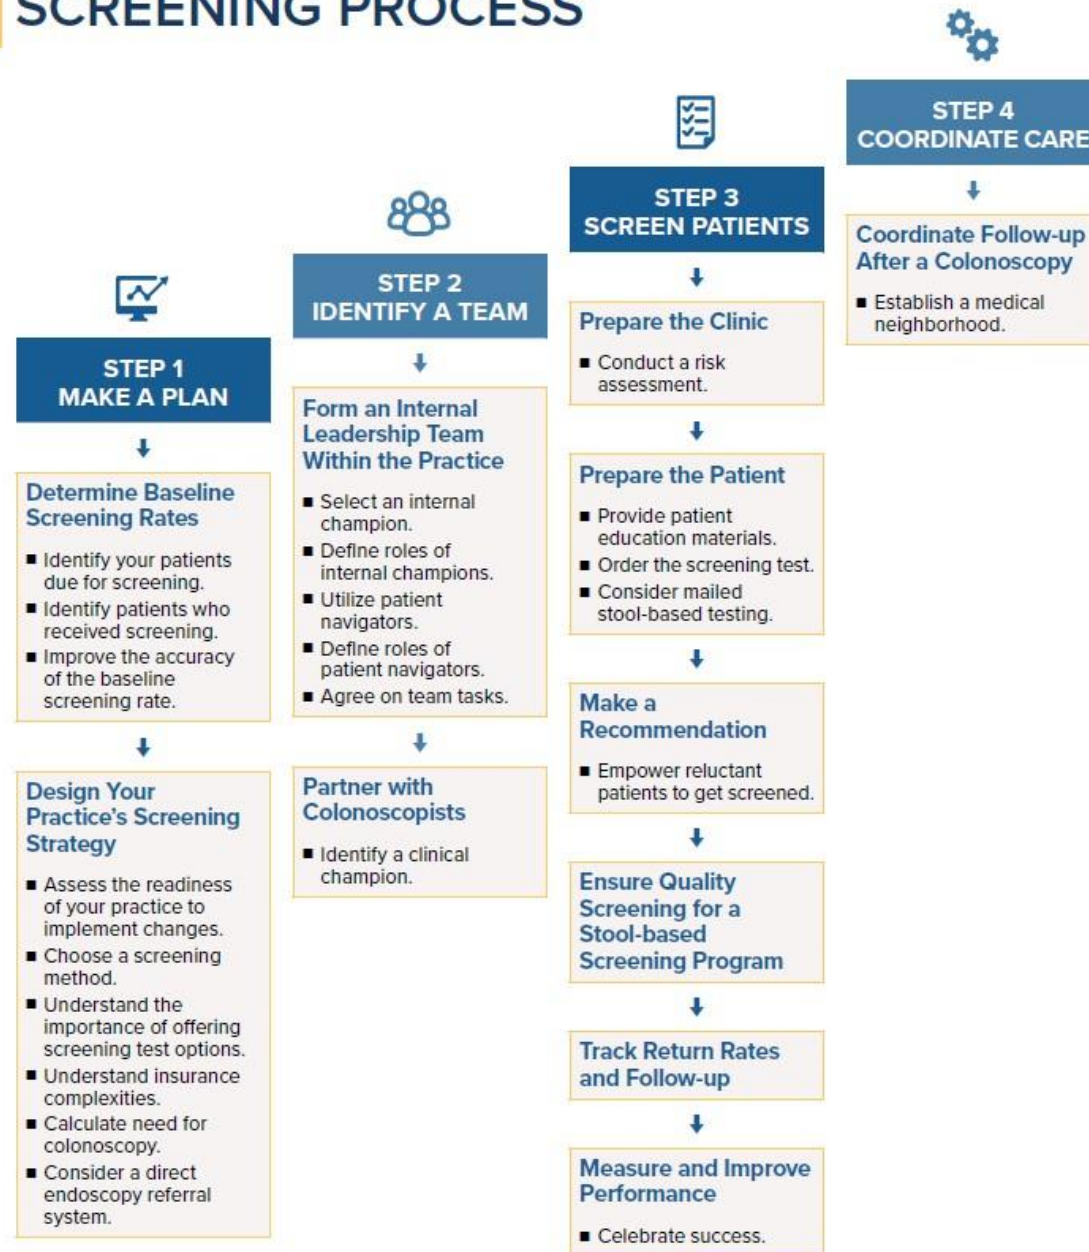 SCREENING PROCESS
STEP 1
MAKE A PLAN
Determine Baseline
Screening Rates
■ Identify your patients
due for screening.
■ Identify patients who
received screening.
■ Improve the accuracy
of the baseline
screening rate.
Design Your
Practice's Screening
Strategy
■ Assess the readiness
of your practice to
implement changes.
■ Choose a screening
method.
■ Understand the
importance of offering
screening test options.
■ Understand insurance
complexities.
■ Calculate need for
colonoscopy.
■ Consider a direct
endoscopy referral
system.
STEP 2
IDENTIFY A TEAM
Form an Internal
Leadership Team
Within the Practice
■ Select an internal
champion.
■ Define roles of
internal champions.
■ Utilize patient
navigators.
■ Define roles of
patient navigators.
■ Agree on team tasks.
Partner with
Colonoscopists
■ Identify a clinical
champion.
STEP 3
SCREEN PATIENTS
Prepare the Clinic
■ Conduct a risk
assessment.
Prepare the Patient
■ Provide patient
education materials.
■ Order the screening test.
■ Consider mailed
stool-based testing.
Make a
Recommendation
■ Empower reluctant
patients to get screened.
Ensure Quality
Screening for a
Stool-based
Screening Program
Track Return Rates
and Follow-up
Measure and Improve
Performance
■ Celebrate success.
STEP 4
COORDINATE CARE
Coordinate Follow-up
After a Colonoscopy
■ Establish a medical
neighborhood.